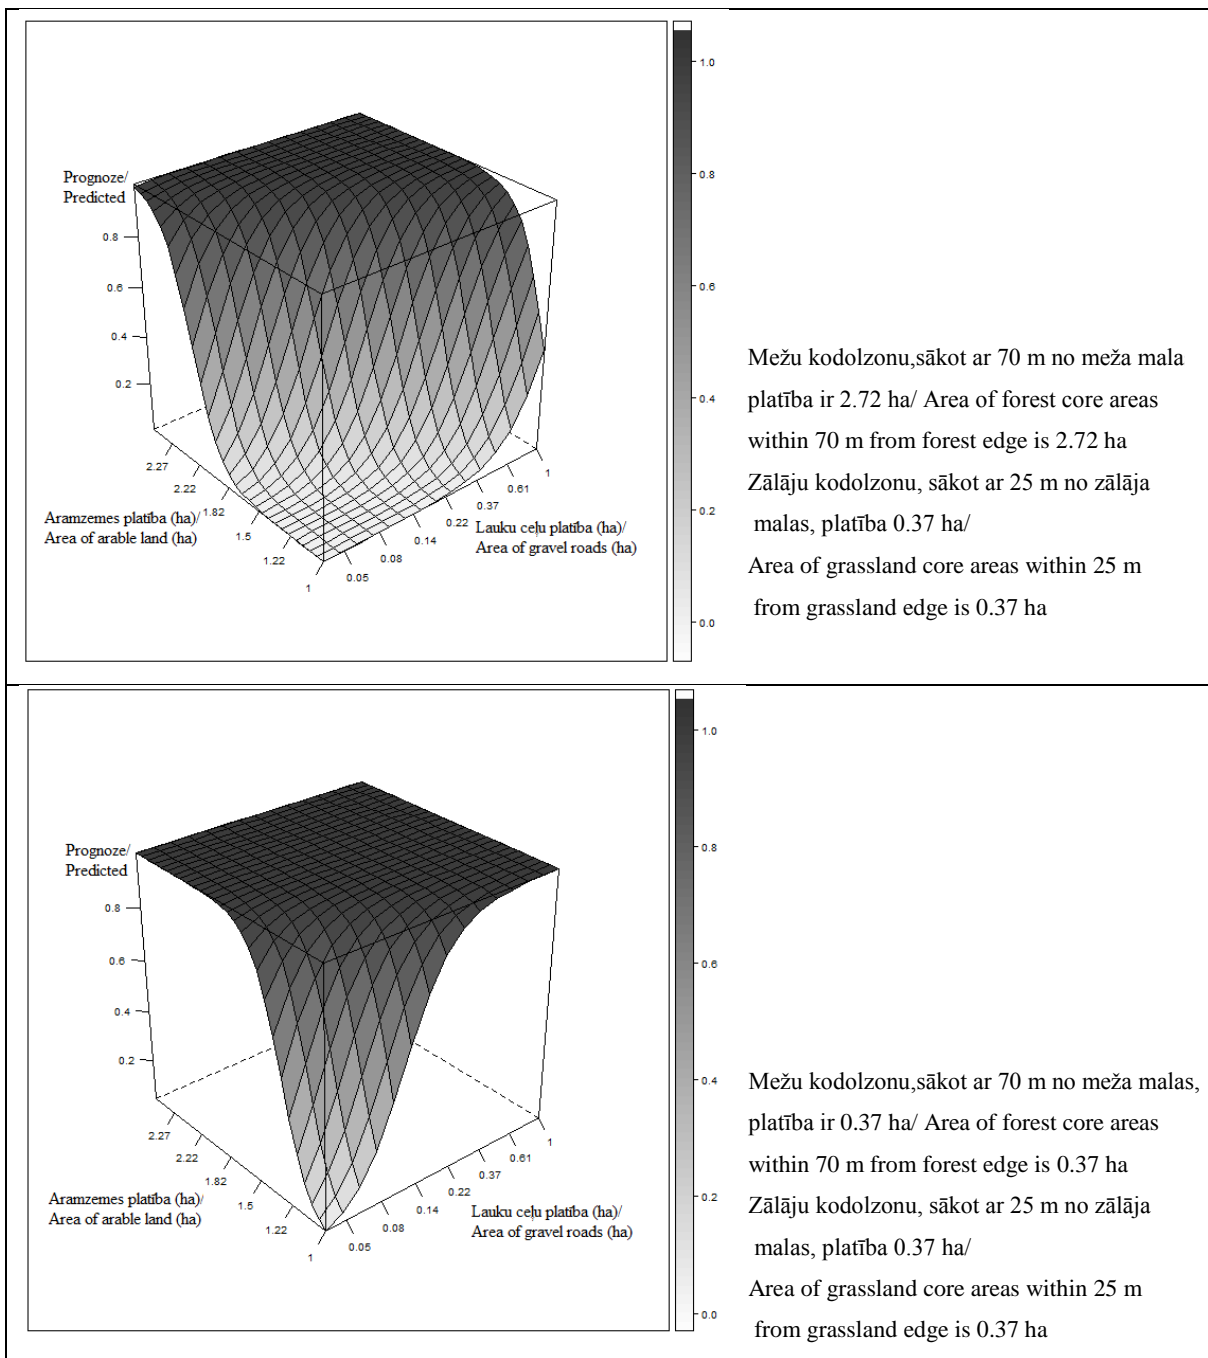 1.0
0.8
0.6
0.4
0.2
0.0
Prognoze/
Predicted
0.8
0.6
0.4
0.2
2.27
2.22
1.82
1.5
1.22
1
Aramzemes platība (ha)/
Area of arable land (ha)
0.05
0.08
0.14
0.22
0.37
0.61
1
Lauku ceļu platība (ha)/
Area of gravel roads (ha)
Mežu kodolzonu,sākot ar 70 m no meža mala
platība ir 2.72 ha/ Area of forest core areas
within 70 m from forest edge is 2.72 ha
Zālāju kodolzonu, sākot ar 25 m no zālāja
malas, platība 0.37 ha/
Area of grassland core areas within 25 m
from grassland edge is 0.37 ha
1.0
0.8
0.6
0.4
0.2
0.0
Prognoze/
Predicted
0.8
0.6
0.4
0.2
2.27
2.22
1.82
1.5
1.22
1
Aramzemes platība (ha)/
Area of arable land (ha)
0.05
0.08
0.14
0.22
0.37
0.61
1
Lauku ceļu platība (ha)/
Area of gravel roads (ha)
Mežu kodolzonu,sākot ar 70 m no meža malas,
platība ir 0.37 ha/ Area of forest core areas
within 70 m from forest edge is 0.37 ha
Zālāju kodolzonu, sākot ar 25 m no zālāja
malas, platība 0.37 ha/
Area of grassland core areas within 25 m
from grassland edge is 0.37 ha